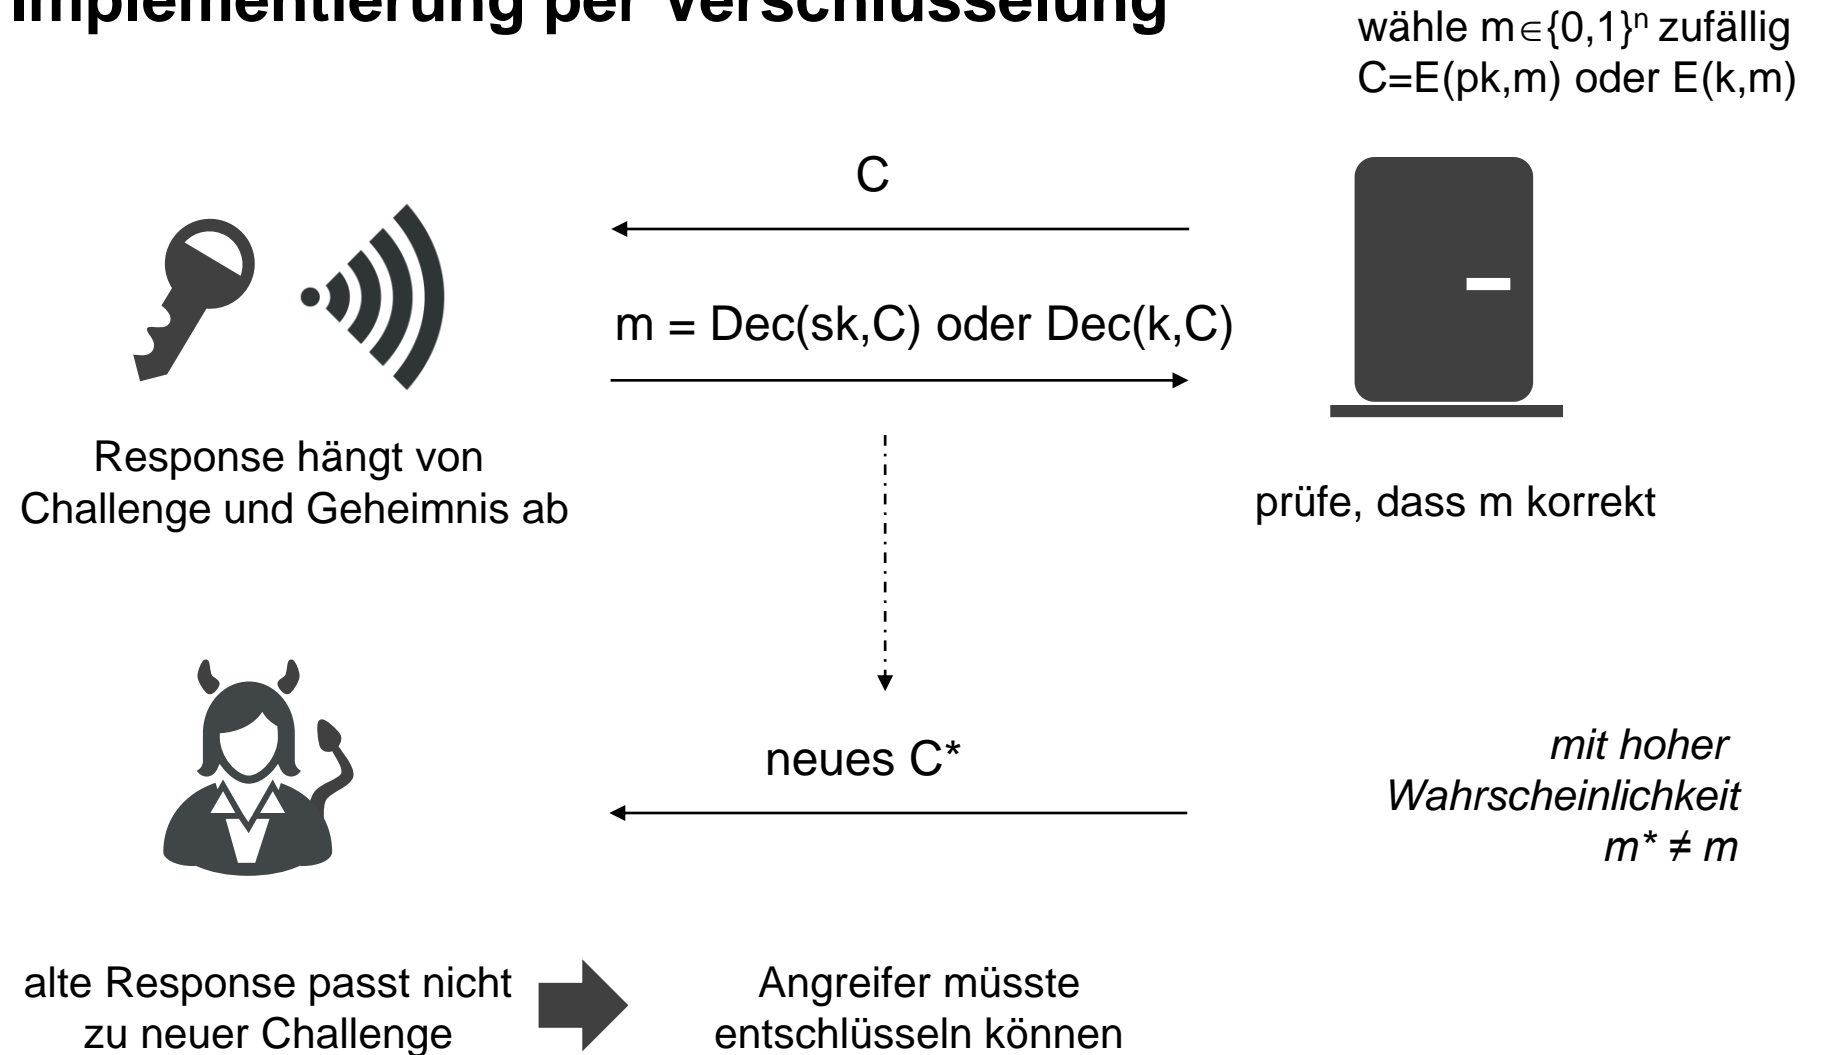 Implementierung per Verschlüsselung
wähle m∈{0,1}ⁿ zufällig
C=E(pk,m) oder E(k,m)
C
m = Dec(sk,C) oder Dec(k,C)
Response hängt von
Challenge und Geheimnis ab
prüfe, dass m korrekt
neues C*
mit hoher
Wahrscheinlichkeit
m* ≠ m
alte Response passt nicht
zu neuer Challenge
Angreifer müsste
entschlüsseln können